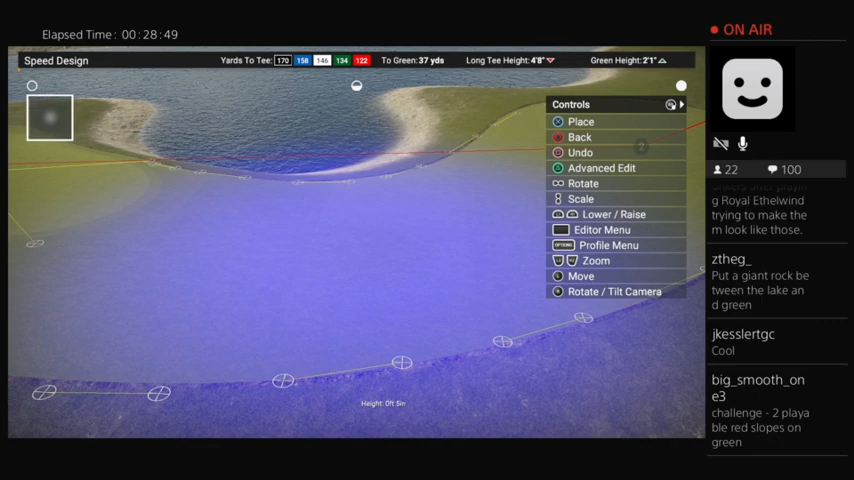 Elapsed Time : 00:28:49
ON AIR
Speed Design
Yards To Tee: 170 158 146 134 122
To Green: 37 yds
Long Tee Height: 4'8"
Green Height: 2'1"
Controls
Place
Back
Undo
Advanced Edit
Rotate
Scale
Lower / Raise
Editor Menu
OPTIONS Profile Menu
Zoom
Move
Rotate / Tilt Camera
2
Height: 0ft 5in
22 100
g Royal Ethelwind
trying to make the
m look like those.
ztheg_
Put a giant rock be
tween the lake an
d green
jkesslertgc
Cool
big_smooth_on
e3
challenge - 2 playa
ble red slopes on
green